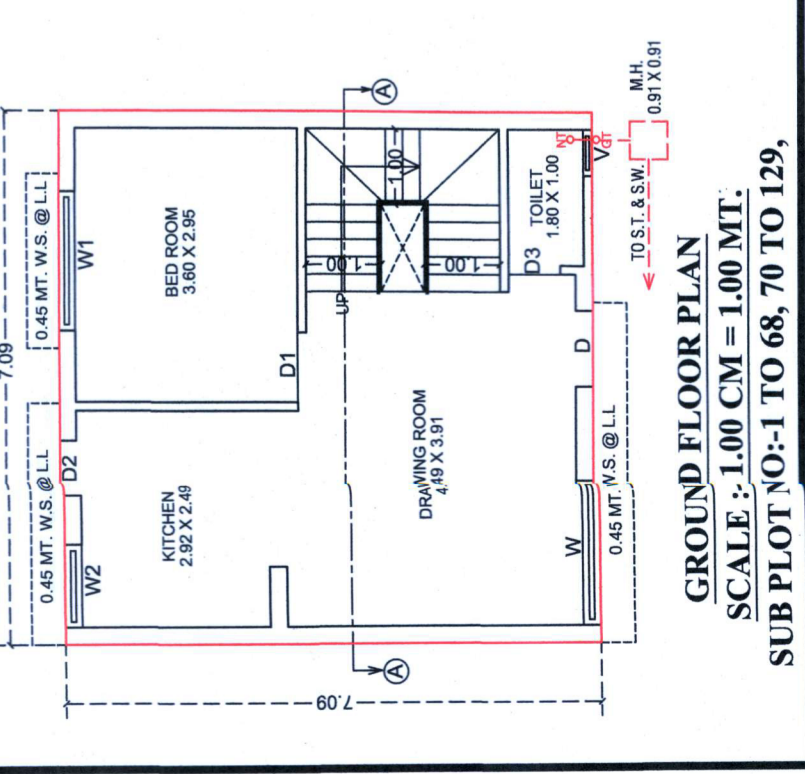 7.09
0.45 MT. W.S. @ L.L
0.45 MT. W.S. @ L.L
W2
D2
W1
KITCHEN
2.92 X 2.49
BED ROOM
3.60 X 2.95
D1
UP
1.00
1.00
1.00
A
A
7.09
DRAWING ROOM
4.49 X 3.91
D3
TOILET
1.80 X 1.00
W
D
V
NT
GT
0.45 MT. W.S. @ L.L
TO S.T. & S.W.
M.H.
0.91 X 0.91
GROUND FLOOR PLAN
SCALE :- 1.00 CM = 1.00 MT.
SUB PLOT NO:-1 TO 68, 70 TO 129,